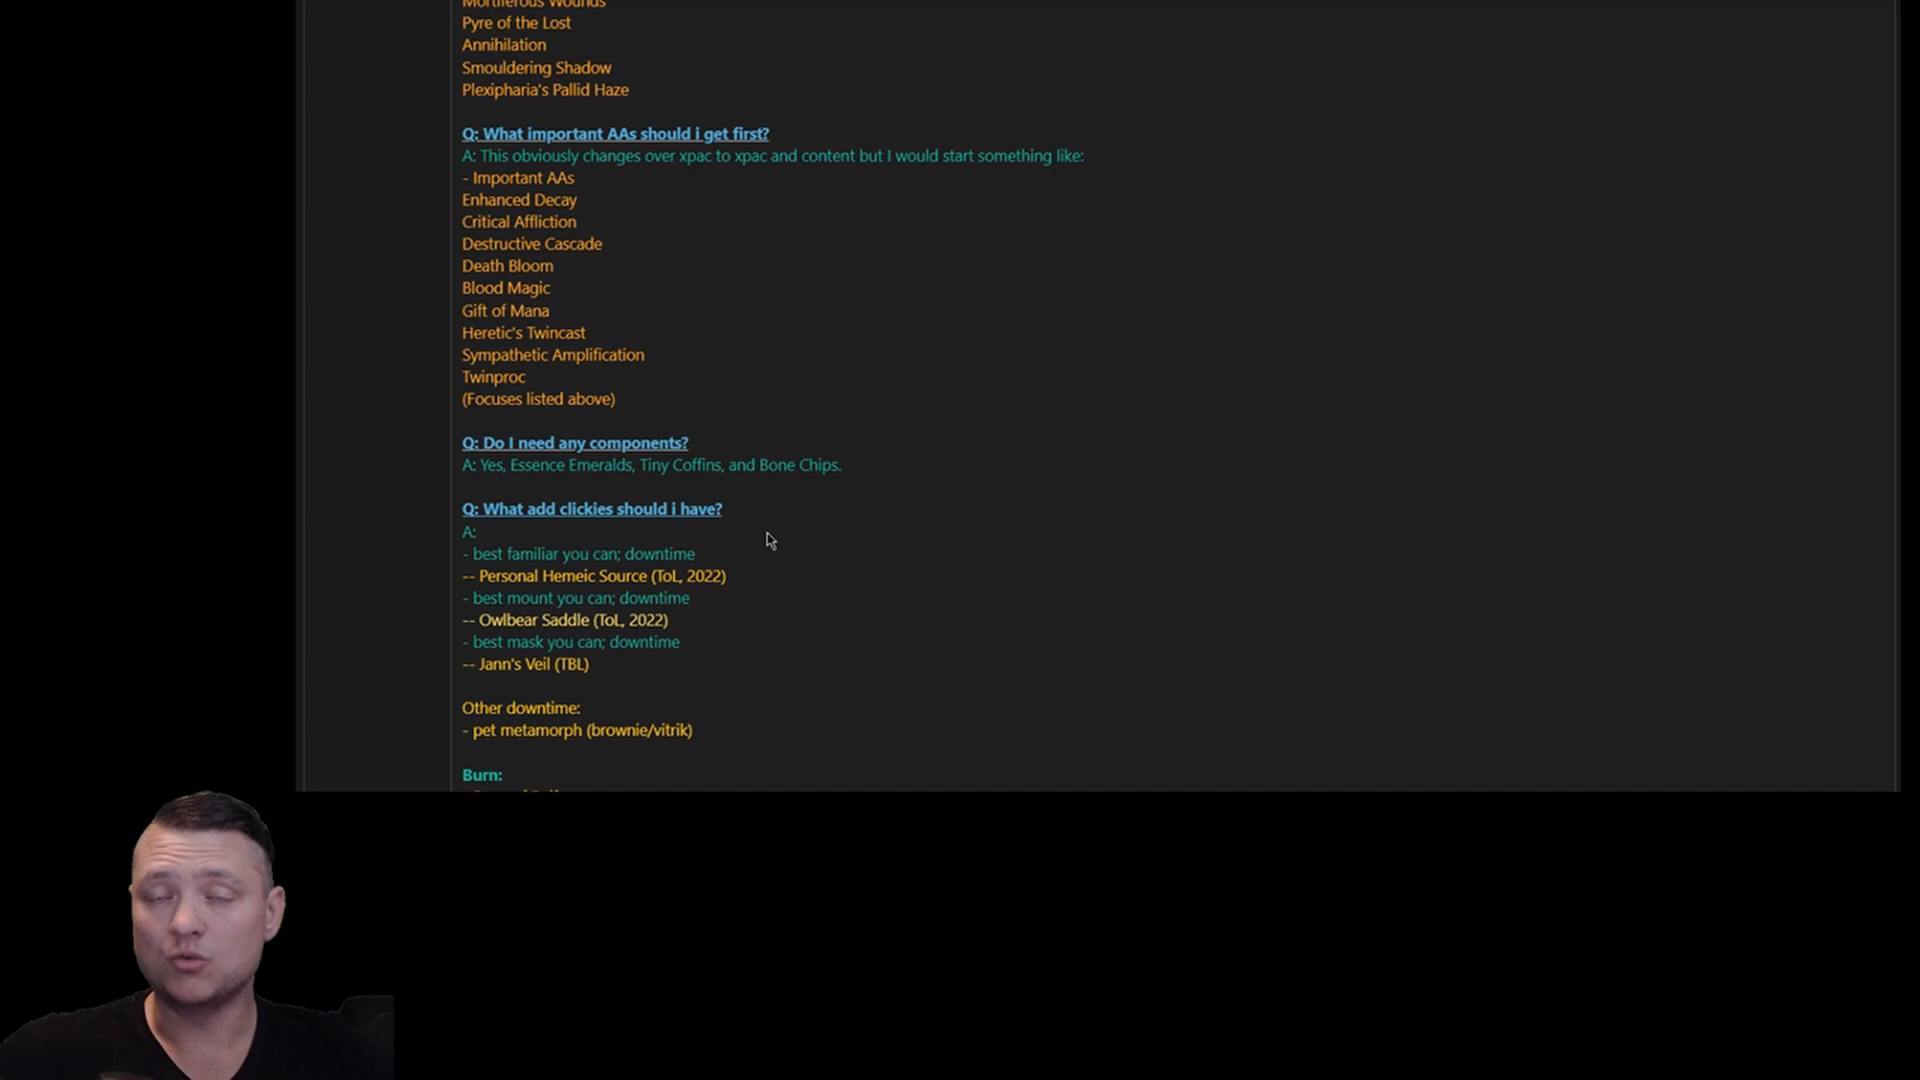 Mortiferous Wounds
Pyre of the Lost
Annihilation
Smouldering Shadow
Plexipharia's Pallid Haze
Q: What important AAs should i get first?
A: This obviously changes over xpac to xpac and content but I would start something like:
- Important AAs
Enhanced Decay
Critical Affliction
Destructive Cascade
Death Bloom
Blood Magic
Gift of Mana
Heretic's Twincast
Sympathetic Amplification
Twinproc
(Focuses listed above)
Q: Do I need any components?
A: Yes, Essence Emeralds, Tiny Coffins, and Bone Chips.
Q: What add clickies should i have?
A:
- best familiar you can; downtime
-- Personal Hemeic Source (ToL, 2022)
- best mount you can; downtime
-- Owlbear Saddle (ToL, 2022)
- best mask you can; downtime
-- Jann's Veil (TBL)
Other downtime:
- pet metamorph (brownie/vitrik)
Burn: